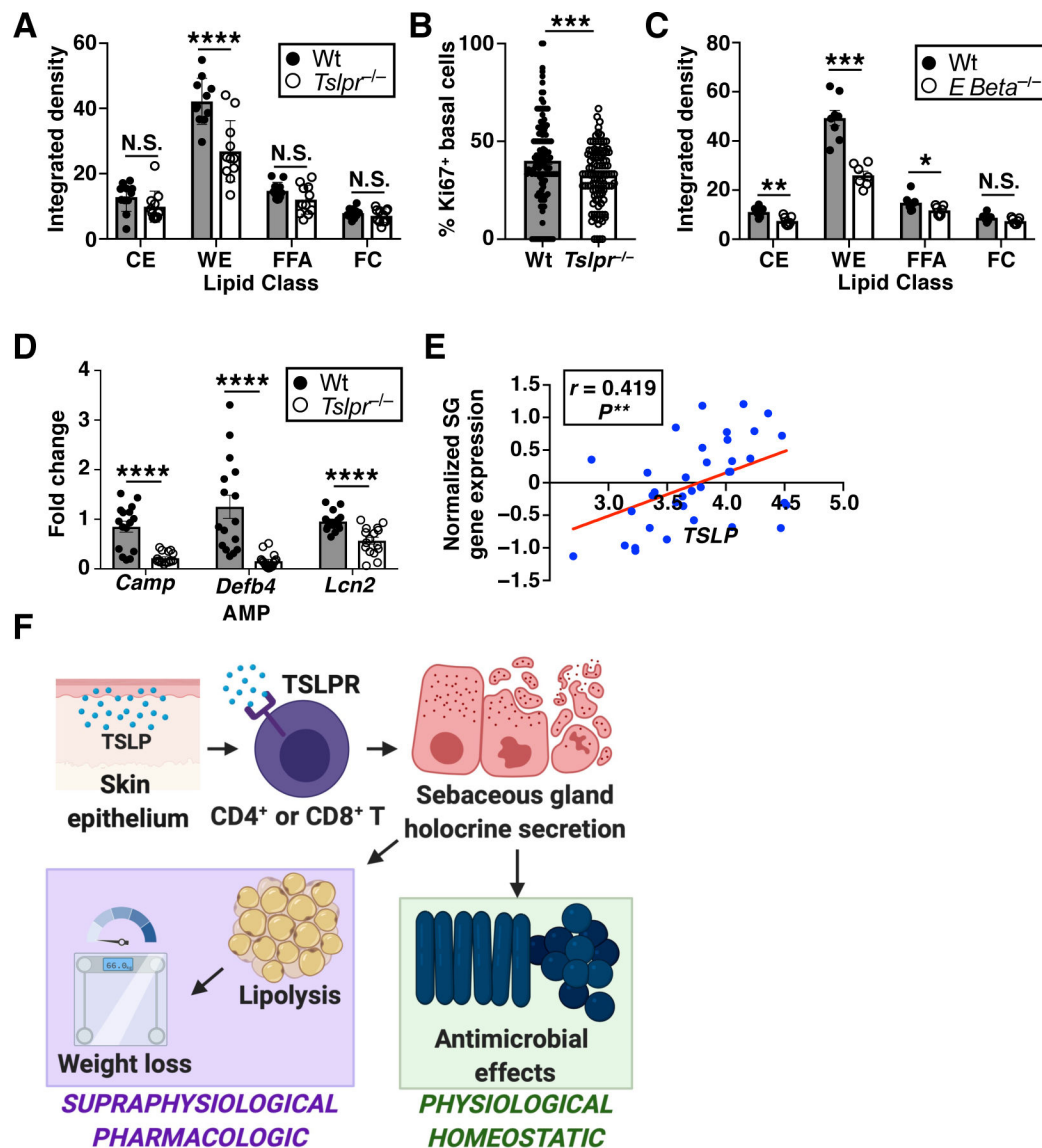 A
Integrated density
60
40
20
0
N.S.
****
N.S.
N.S.
Wt
Tslpr–/–
CE
WE
FFA
FC
Lipid Class
B
% KI67+ basal cells
100
50
0
***
Wt
Tslpr–/–
C
Integrated density
80
60
40
20
0
**
***
*
N.S.
Wt
E Beta–/–
CE
WE
FFA
FC
Lipid Class
D
Fold change
4
3
2
1
0
****
****
****
Wt
Tslpr–/–
Camp
Defb4
Lcn2
AMP
E
Normalized SG
gene expression
1.5
1.0
0.5
0
–0.5
–1.0
–1.5
r = 0.419
P**
3.0
3.5
4.0
4.5
5.0
TSLP
F
TSLP
Skin
epithelium
TSLPR
CD4+ or CD8+ T
Sebaceous gland
holocrine secretion
66.0
Lipolysis
Weight loss
SUPRAPHYSIOLOGICAL
PHARMACOLOGIC
Antimicrobial
effects
PHYSIOLOGICAL
HOMEOSTATIC